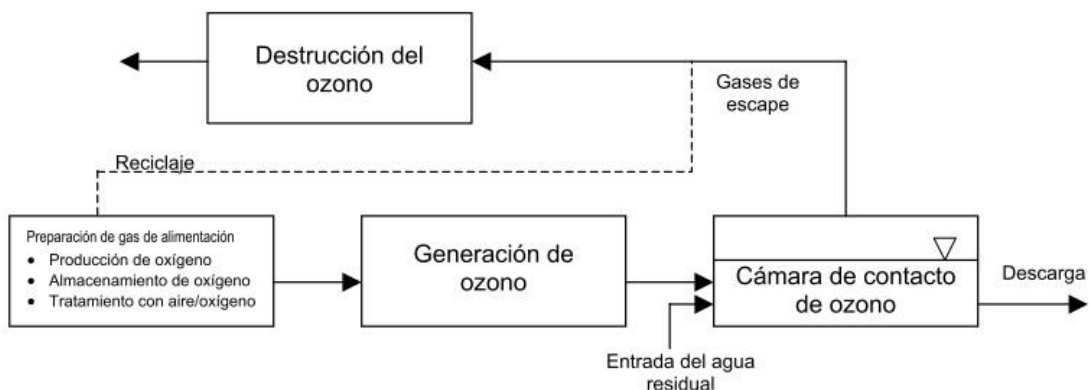 Destrucción del
ozono
Gases de
escape
Reciclaje
Preparación de gas de alimentación
• Producción de oxígeno
• Almacenamiento de oxígeno
• Tratamiento con aire/oxígeno
Generación de
ozono
Cámara de contacto
de ozono
Descarga
Entrada del agua
residual